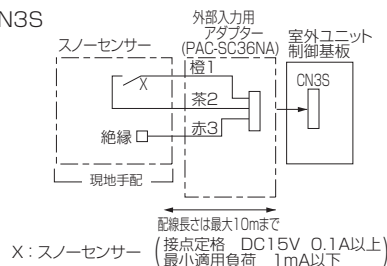 CN3S
外部入力用
アダプター
(PAC-SC36NA)
スノーセンサー
室外ユニット
制御基板
橙1
X
CN3S
茶2
赤3
絶縁
現地手配
配線長さは最大10mまで
X：スノーセンサー
接点定格 DC15V 0.1A以上
最小適用負荷 1mA以下